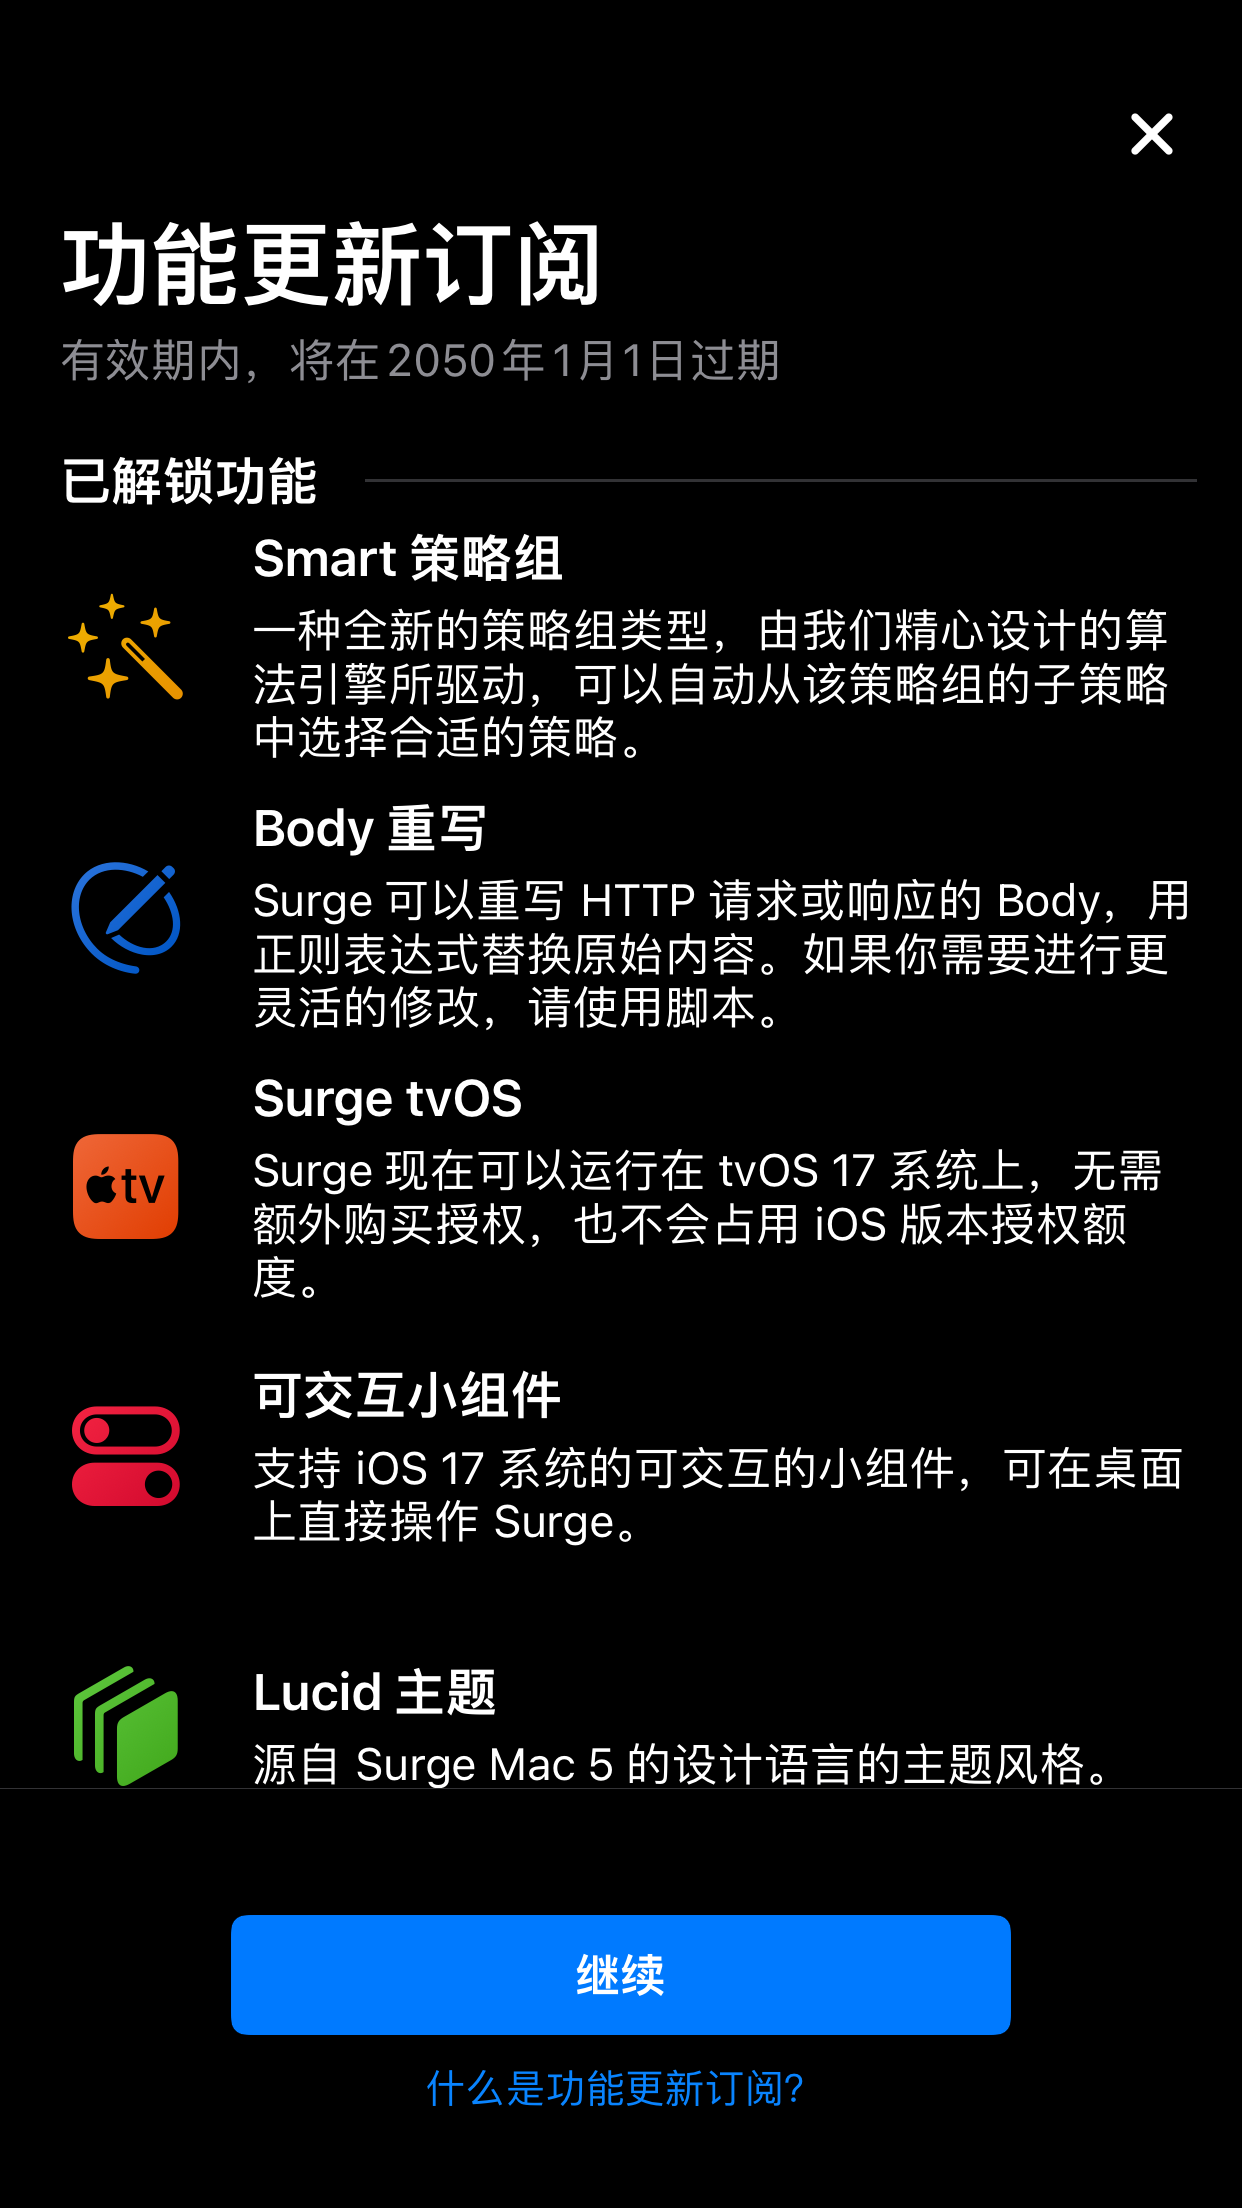 功能更新订阅
有效期内，将在2050年1月1日过期
已解锁功能
Smart 策略组
一种全新的策略组类型，由我们精心设计的算
法引擎所驱动，可以自动从该策略组的子策略
中选择合适的策略。
Body 重写
Surge 可以重写 HTTP 请求或响应的 Body，用
正则表达式替换原始内容。如果你需要进行更
灵活的修改，请使用脚本。
Surge tvOS
tv
Surge 现在可以运行在 tvOS 17 系统上，无需
额外购买授权，也不会占用 iOS 版本授权额
度。
可交互小组件
支持 iOS 17 系统的可交互的小组件，可在桌面
上直接操作 Surge。
Lucid 主题
源自 Surge Mac 5 的设计语言的主题风格。
继续
什么是功能更新订阅?